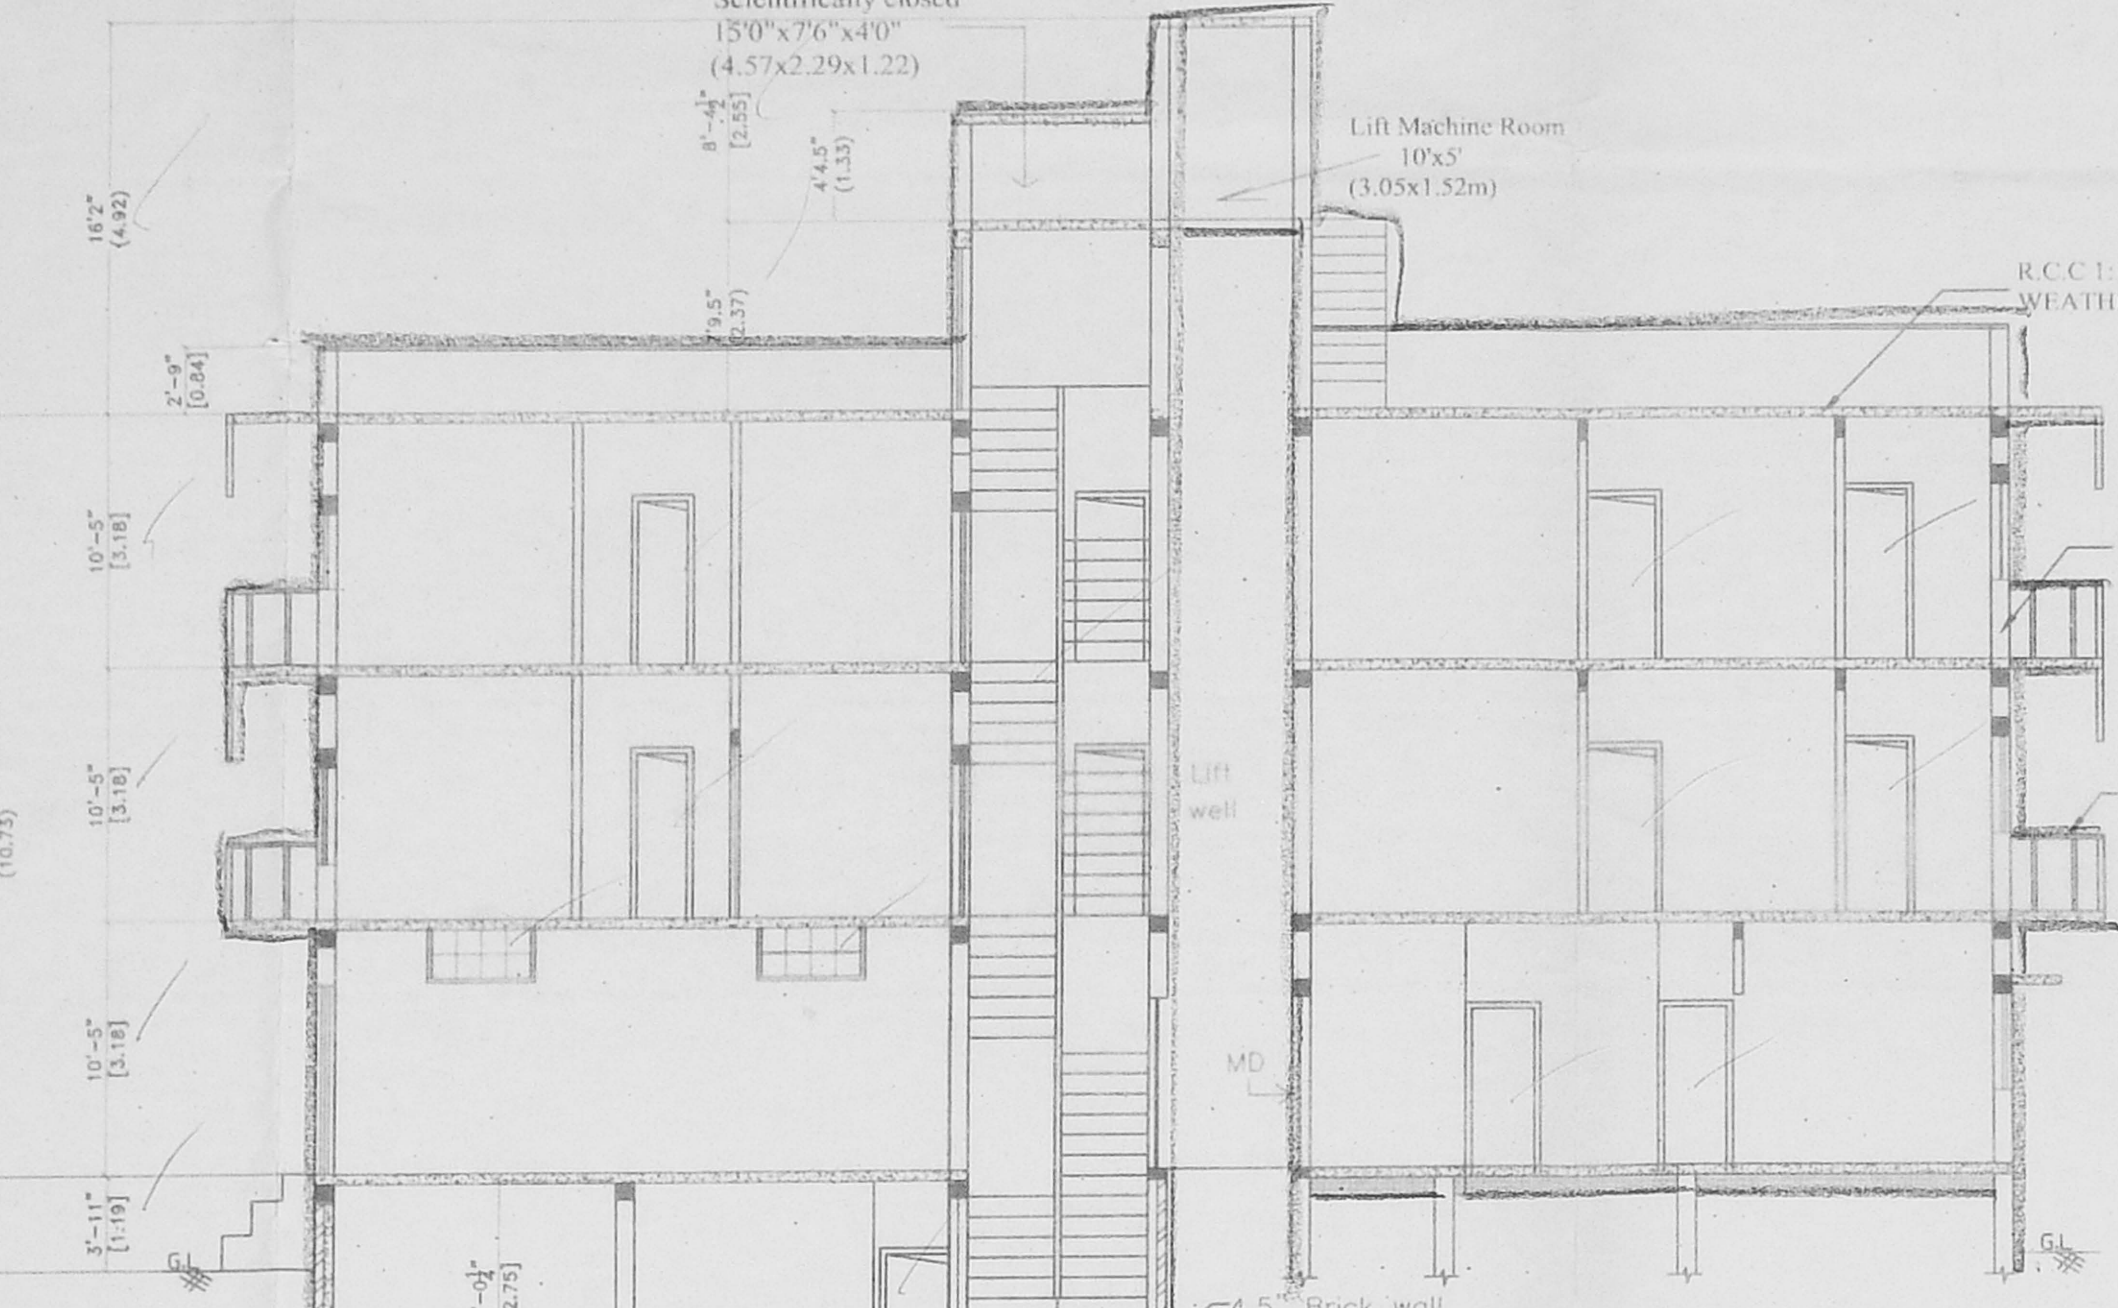 15'0"x7'6"x4'0"
(4.57x2.29x1.22)
8'-4½"
[2.55]
4'4.5"
(1.33)
Lift Machine Room
10'x5'
(3.05x1.52m)
16'2"
(4.92)
R.C.C 1:
WEATH
9.5"
2.37)
2'-9"
[0.84]
10'-5"
[3.18]
10'-5"
[3.18]
(10.73)
Lift
well
10'-5"
[3.18]
MD
3'-11"
[1.19]
G.L
G.L
-0¼"
2.75]
4.5" Brick wall